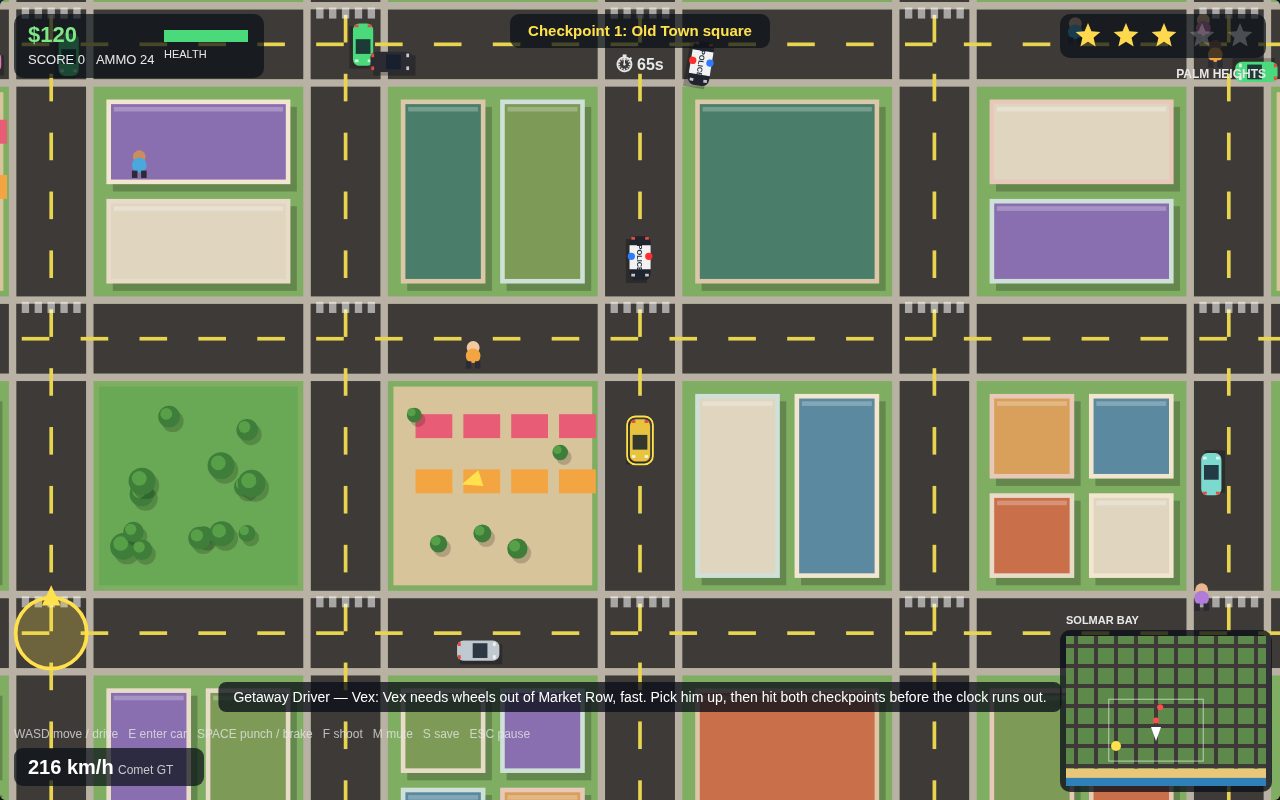 $120
SCORE 0 AMMO 24 HEALTH
Checkpoint 1: Old Town square
⏱ 65s
PALM HEIGHTS
POLICE
POLICE
SOLMAR BAY
Getaway Driver — Vex: Vex needs wheels out of Market Row, fast. Pick him up, then hit both checkpoints before the clock runs out.
WASD move / drive E enter car SPACE punch / brake F shoot M mute S save ESC pause
216 km/h Comet GT